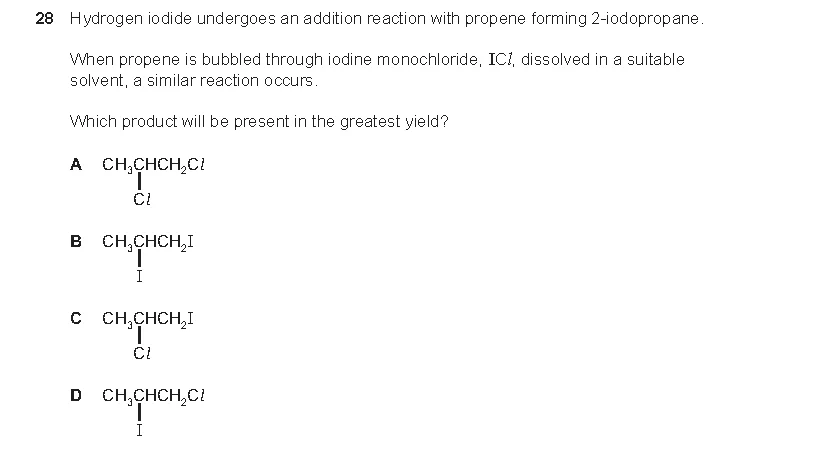 28 Hydrogen iodide undergoes an addition reaction with propene forming 2-iodopropane.
When propene is bubbled through iodine monochloride, ICl, dissolved in a suitable
solvent, a similar reaction occurs.
Which product will be present in the greatest yield?
A CH₃CHCH₂Cl
Cl
B CH₃CHCH₂I
I
C CH₃CHCH₂I
Cl
D CH₃CHCH₂Cl
I